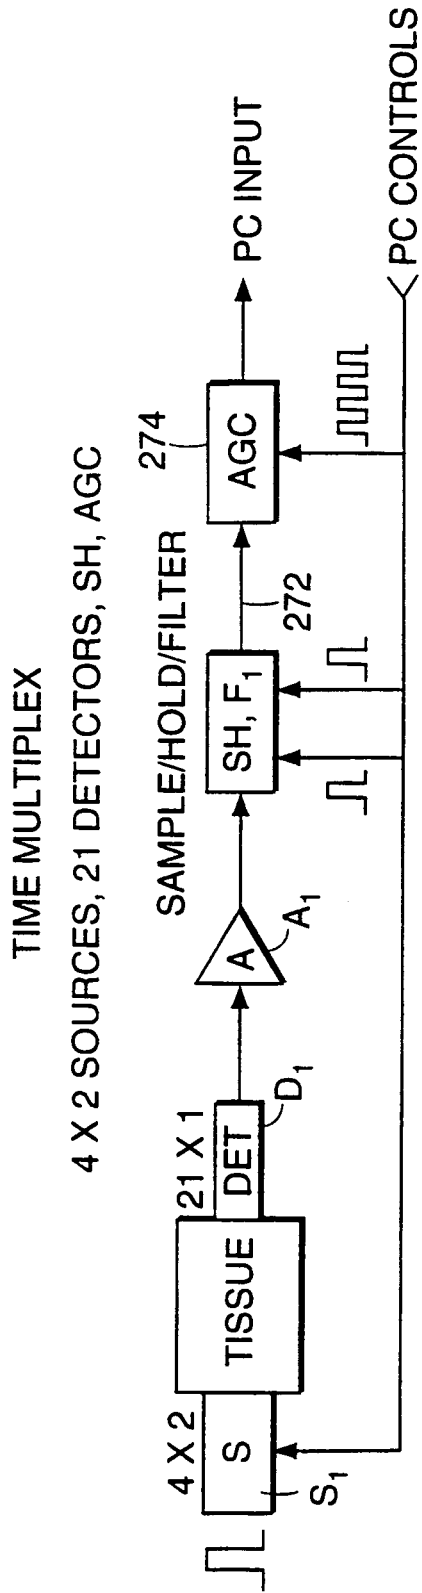 TIME MULTIPLEX
4 X 2 SOURCES, 21 DETECTORS, SH, AGC
SAMPLE/HOLD/FILTER
274
4 X 2
21 X 1
S
TISSUE
DET
A
SH, F₁
AGC
PC INPUT
S₁
D₁
A₁
272
PC CONTROLS